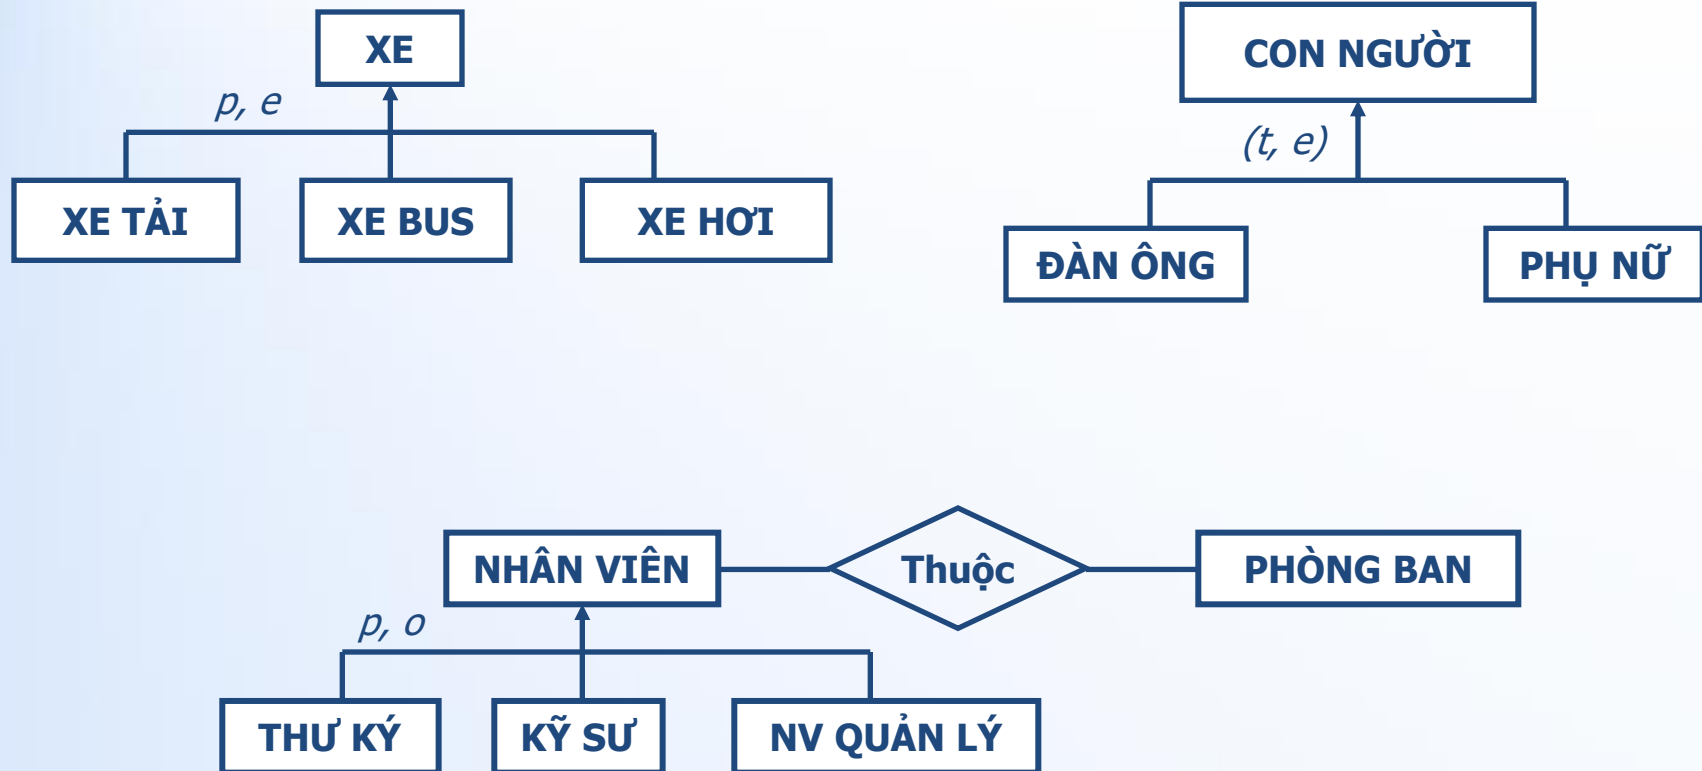 XE
p, e
XE TẢI
XE BUS
XE HƠI
CON NGƯỜI
(t, e)
ĐÀN ÔNG
PHỤ NỮ
NHÂN VIÊN
Thuộc
PHÒNG BAN
p, o
THƯ KÝ
KỸ SƯ
NV QUẢN LÝ